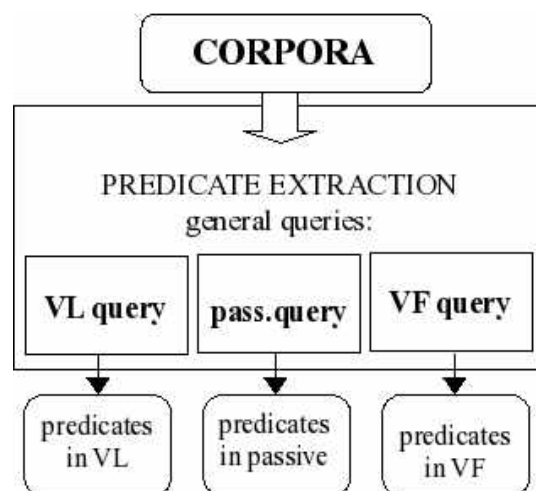 CORPORA
PREDICATE EXTRACTION
general queries:
VL query
pass.query
VF query
predicates
in VL
predicates
in passive
predicates
in VF